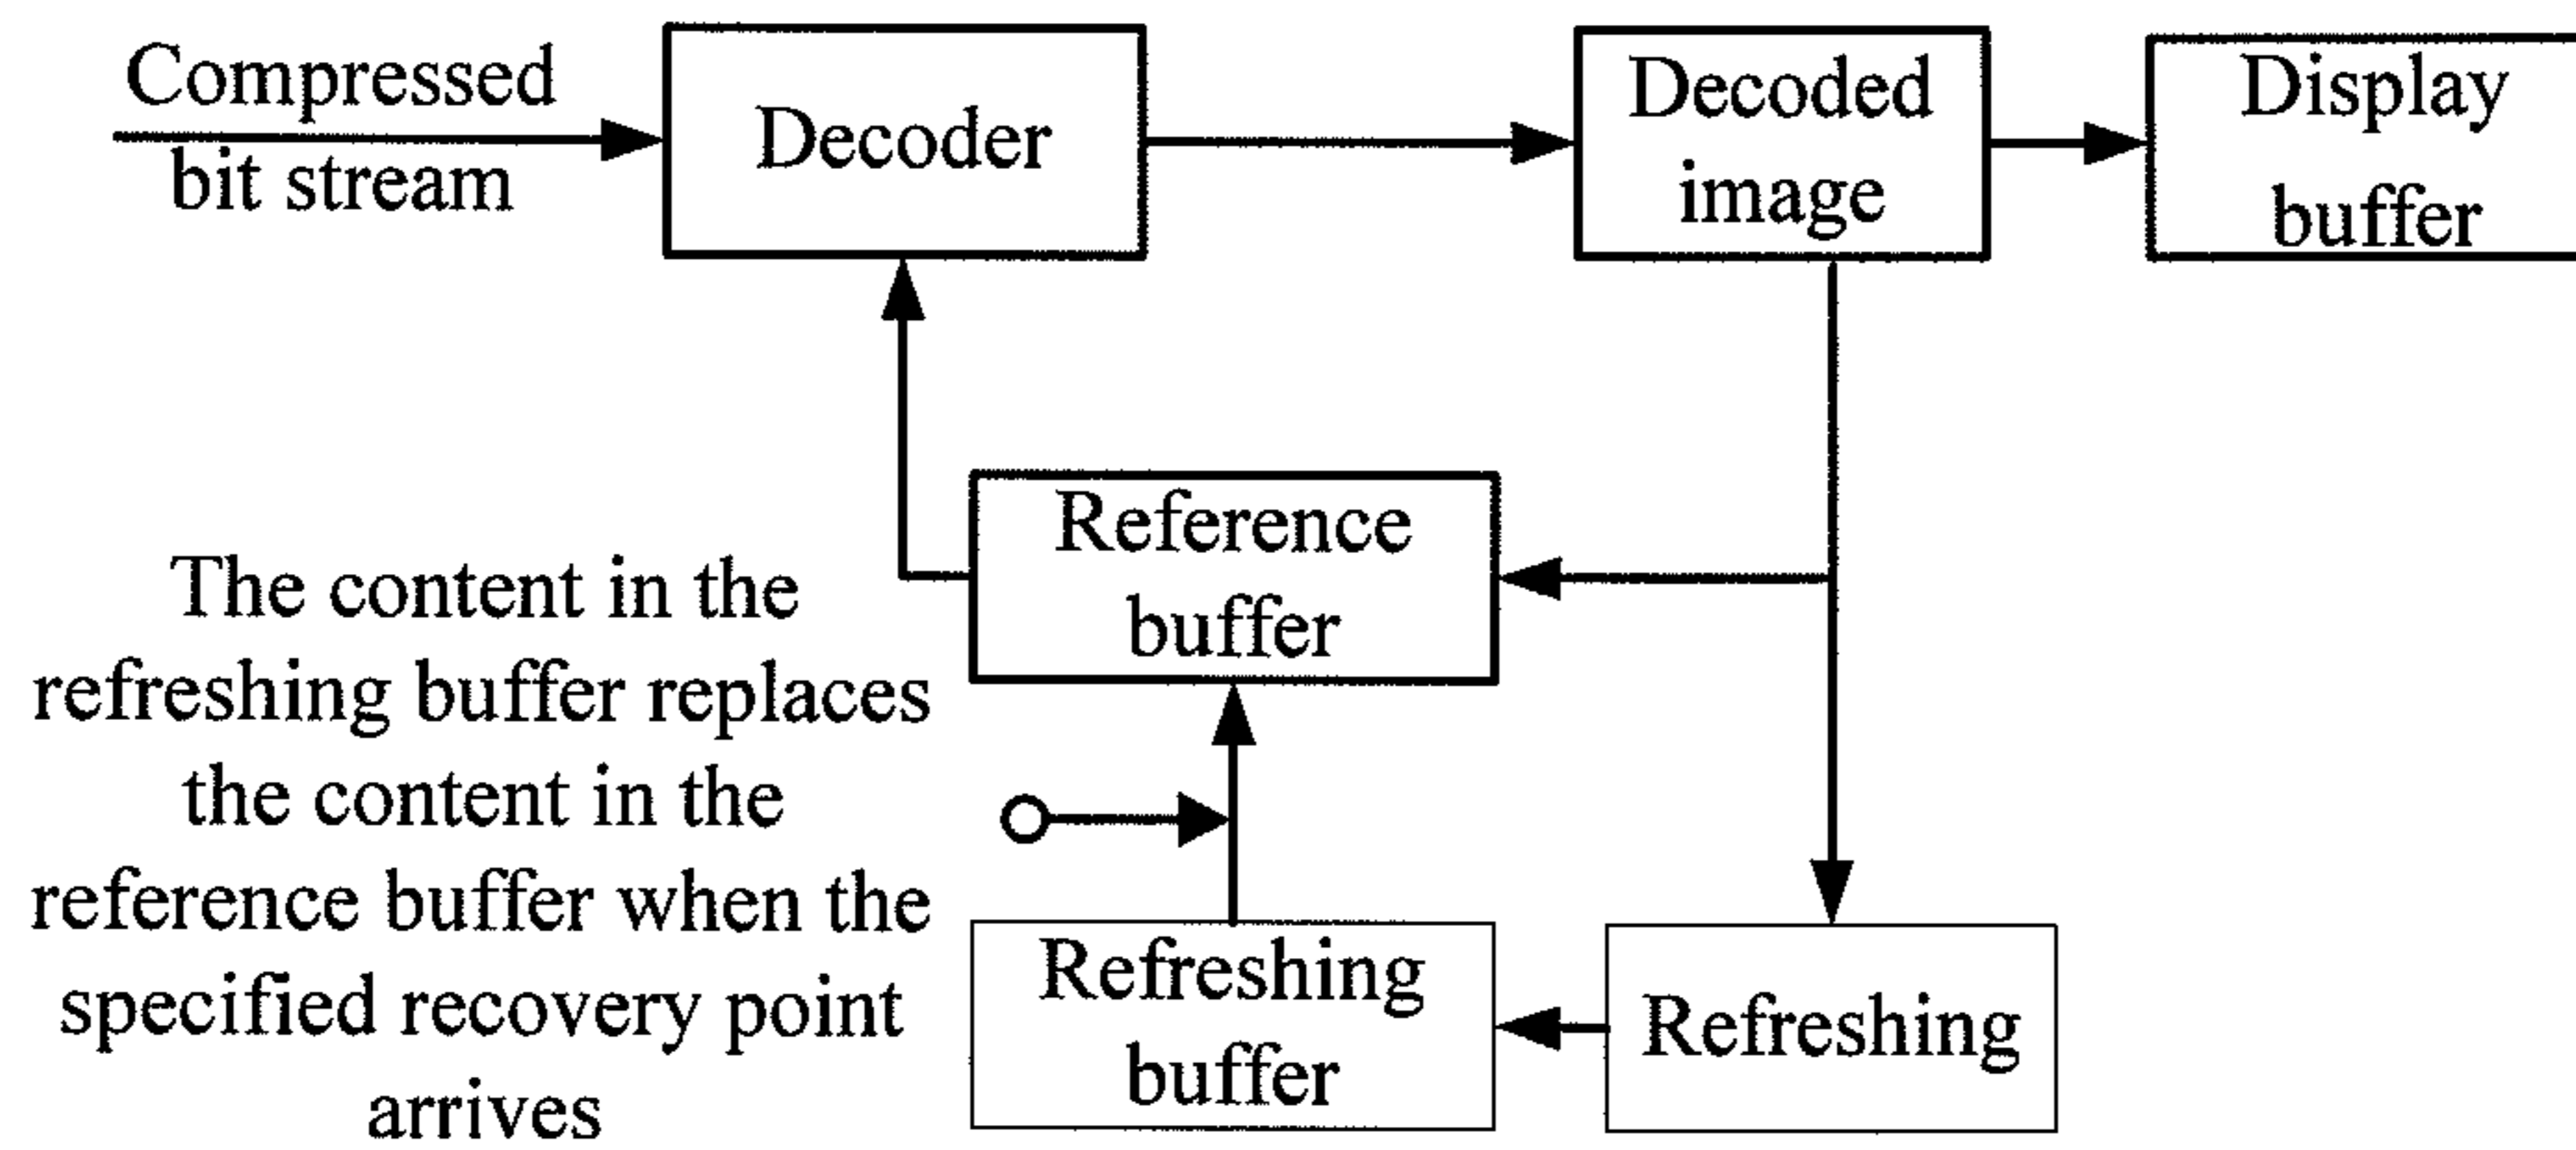 Compressed
bit stream
Decoder
Decoded
image
Display
buffer
Reference
buffer
The content in the
refreshing buffer replaces
the content in the
reference buffer when the
specified recovery point
arrives
Refreshing
buffer
Refreshing